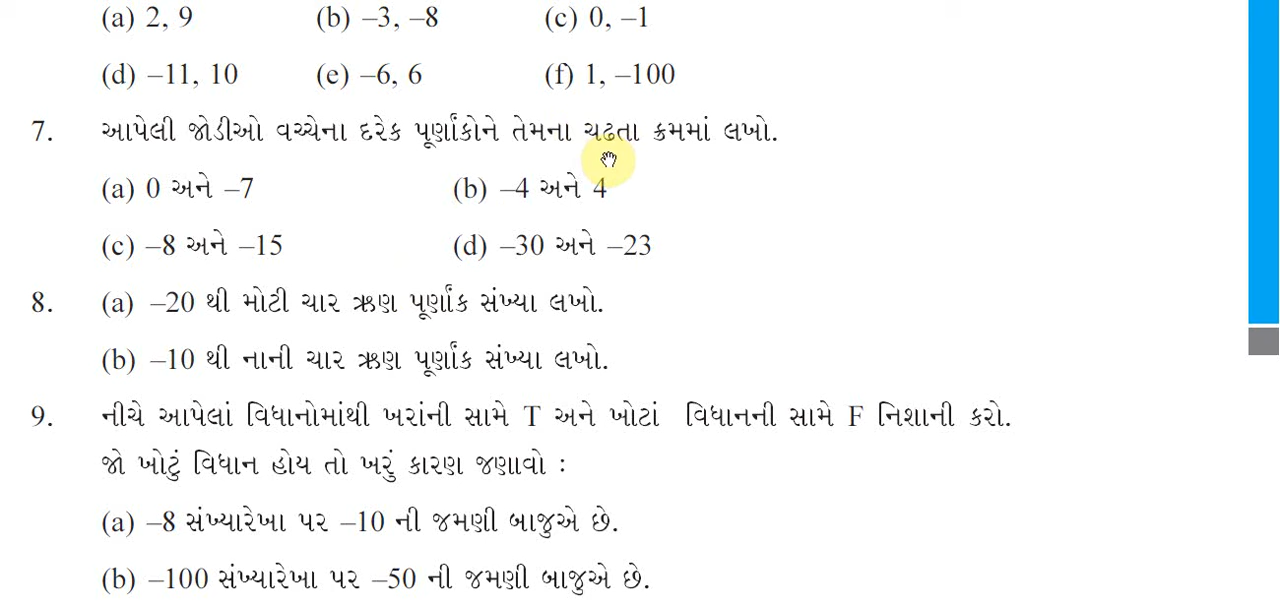 (a) 2, 9 (b) –3, –8 (c) 0, –1
(d) –11, 10 (e) –6, 6 (f) 1, –100
7. આપેલી જોડીઓ વચ્ચેના દરેક પૂર્ણાંકોને તેમના ચઢતા ક્રમમાં લખો.
(a) 0 અને –7 (b) –4 અને 4
(c) –8 અને –15 (d) –30 અને –23
8. (a) –20 થી મોટી ચાર ઋણ પૂર્ણાંક સંખ્યા લખો.
(b) –10 થી નાની ચાર ઋણ પૂર્ણાંક સંખ્યા લખો.
9. નીચે આપેલાં વિધાનોમાંથી ખરાંની સામે T અને ખોટાં વિધાનની સામે F નિશાની કરો.
જો ખોટું વિધાન હોય તો ખરું કારણ જણાવો :
(a) –8 સંખ્યારેખા પર –10 ની જમણી બાજુએ છે.
(b) –100 સંખ્યારેખા પર –50 ની જમણી બાજુએ છે.